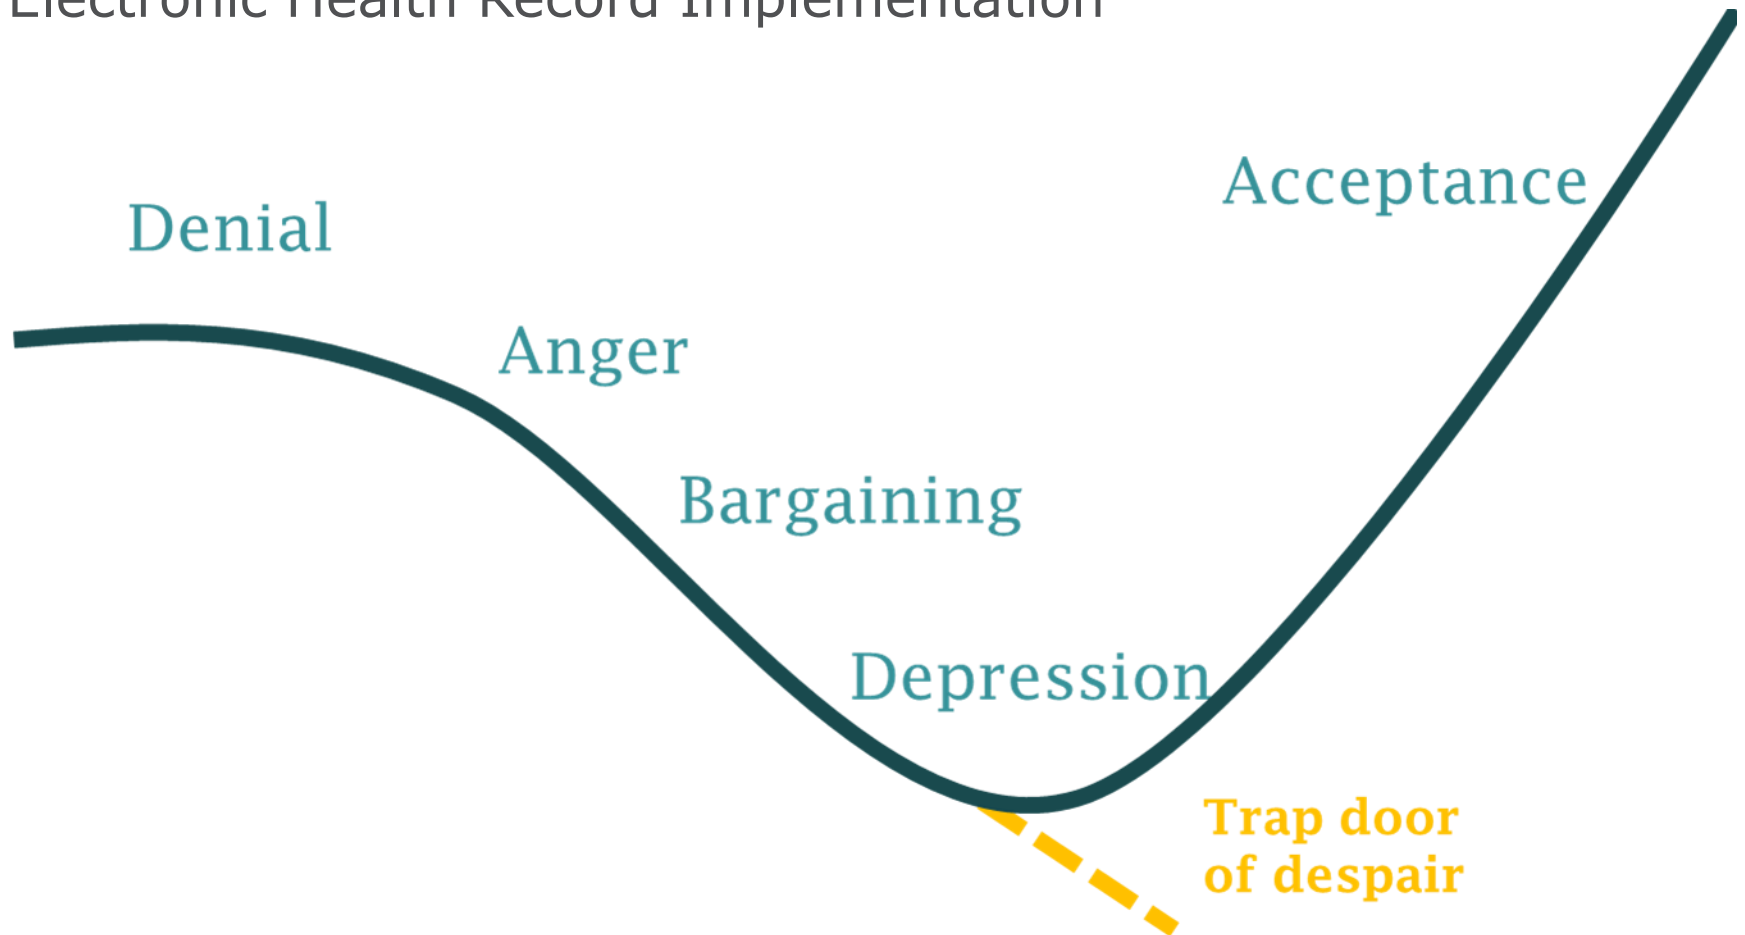 Electronic Health Record Implementation
Denial
Anger
Bargaining
Depression
Acceptance
Trap door
of despair